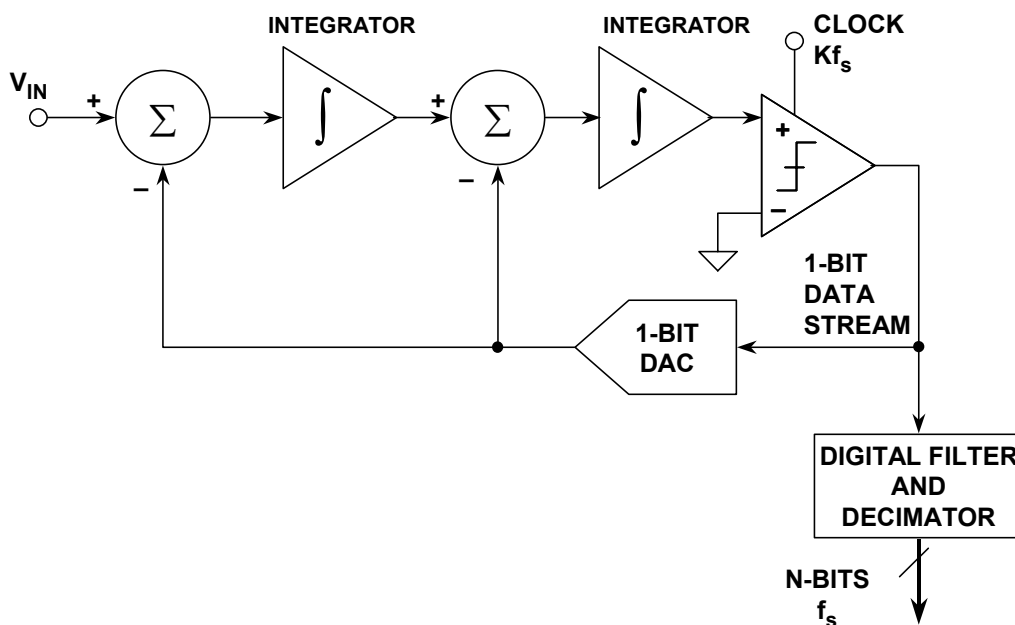 INTEGRATOR
INTEGRATOR
CLOCK
Kfs
VIN
+
Σ
–
∫
+
Σ
–
∫
+
–
1-BIT
DATA
STREAM
1-BIT
DAC
DIGITAL FILTER
AND
DECIMATOR
N-BITS
fs